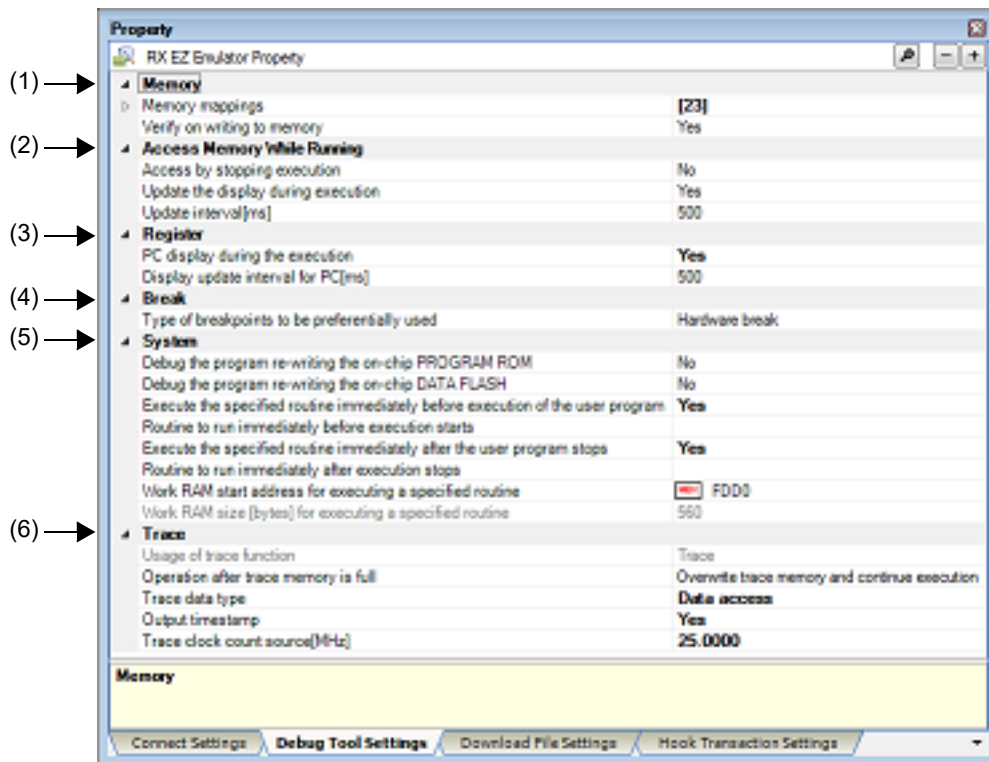 Property
RX EZ Emulator Property
(1) Memory
Memory mappings [23]
Verify on writing to memory Yes
(2) Access Memory While Running
Access by stopping execution No
Update the display during execution Yes
Update interval[ms] 500
(3) Register
PC display during the execution Yes
Display update interval for PC[ms] 500
(4) Break
Type of breakpoints to be preferentially used Hardware break
(5) System
Debug the program re-writing the on-chip PROGRAM ROM No
Debug the program re-writing the on-chip DATA FLASH No
Execute the specified routine immediately before execution of the user program Yes
Routine to run immediately before execution starts
Execute the specified routine immediately after the user program stops Yes
Routine to run immediately after execution stops
Work RAM start address for executing a specified routine FDD0
Work RAM size [bytes] for executing a specified routine 560
(6) Trace
Usage of trace function Trace
Operation after trace memory is full Overwrite trace memory and continue execution
Trace data type Data access
Output timestamp Yes
Trace clock count source[MHz] 25.0000
Memory
Connect Settings Debug Tool Settings Download File Settings Hook Transaction Settings